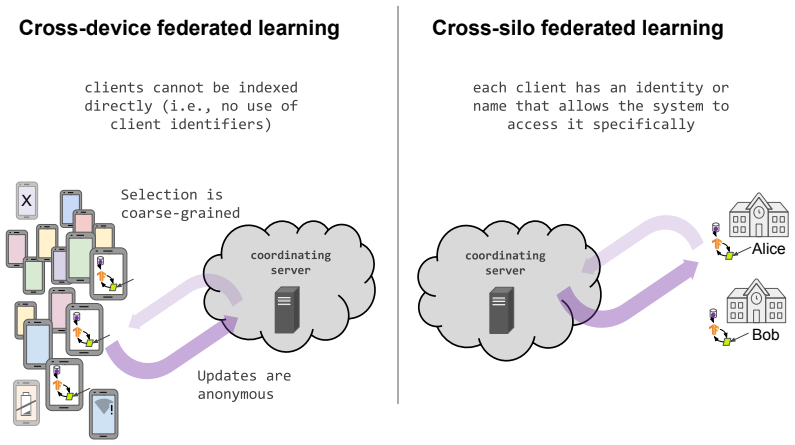 Cross-device federated learning
clients cannot be indexed
directly (i.e., no use of
client identifiers)
X
Selection is
coarse-grained
coordinating
server
!
Updates are
anonymous
Cross-silo federated learning
each client has an identity or
name that allows the system to
access it specifically
coordinating
server
Alice
Bob